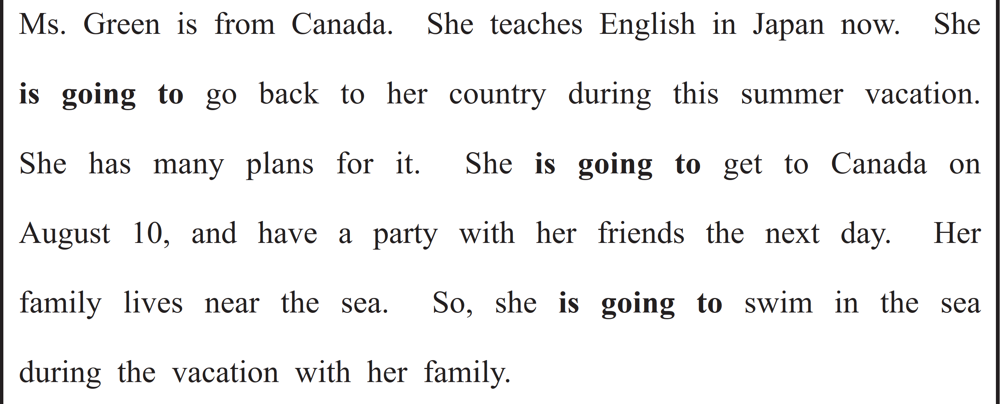 Ms. Green is from Canada. She teaches English in Japan now. She
is going to go back to her country during this summer vacation.
She has many plans for it. She is going to get to Canada on
August 10, and have a party with her friends the next day. Her
family lives near the sea. So, she is going to swim in the sea
during the vacation with her family.